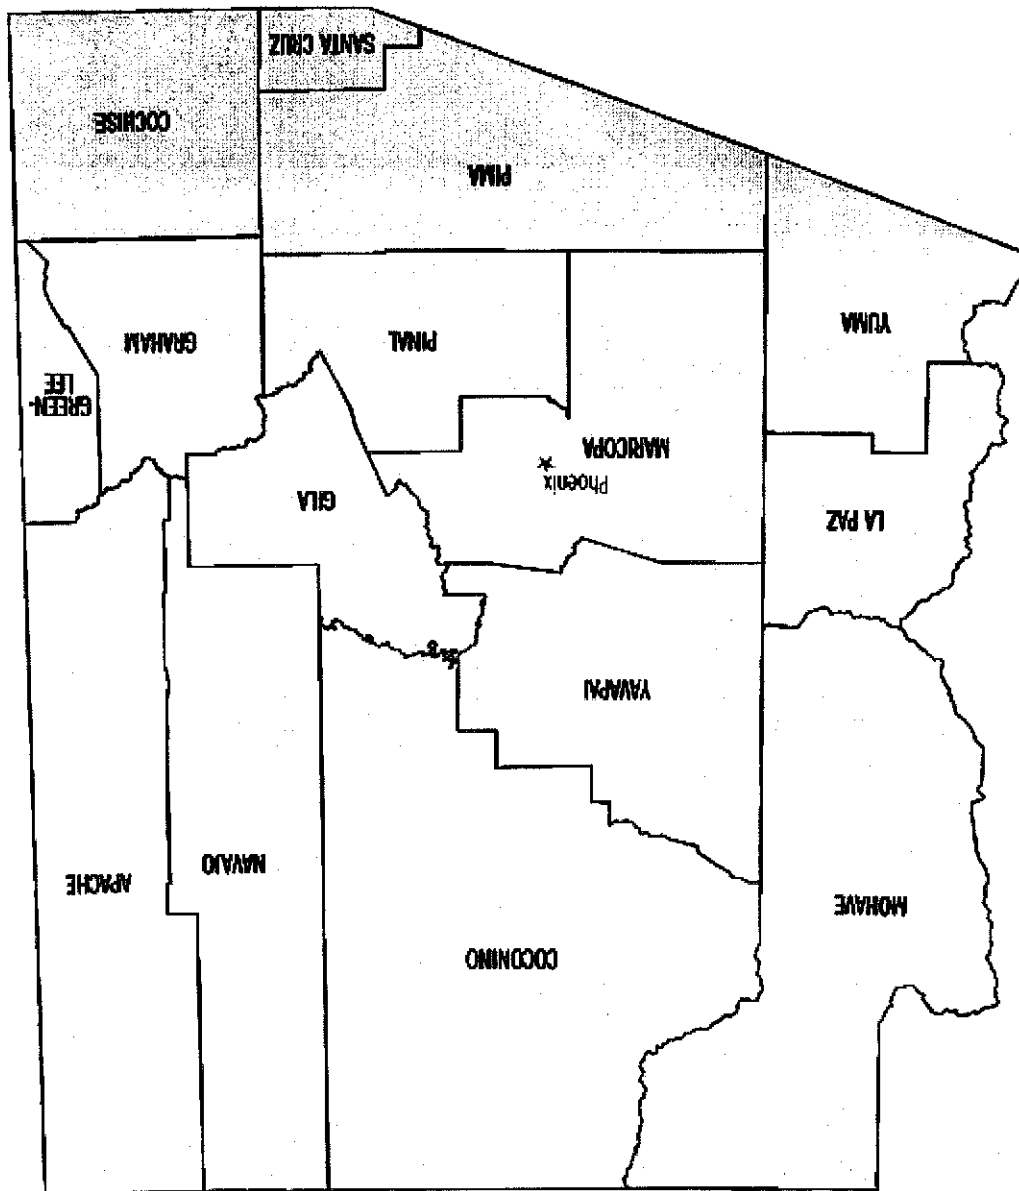 MOHAVE
COCONINO
NAVAJO
APACHE
YAVAPAI
LA PAZ
GILA
Phoenix
MARICOPA
GREEN-
LEE
GRAHAM
PINAL
YUMA
PIMA
COCHISE
SANTA CRUZ